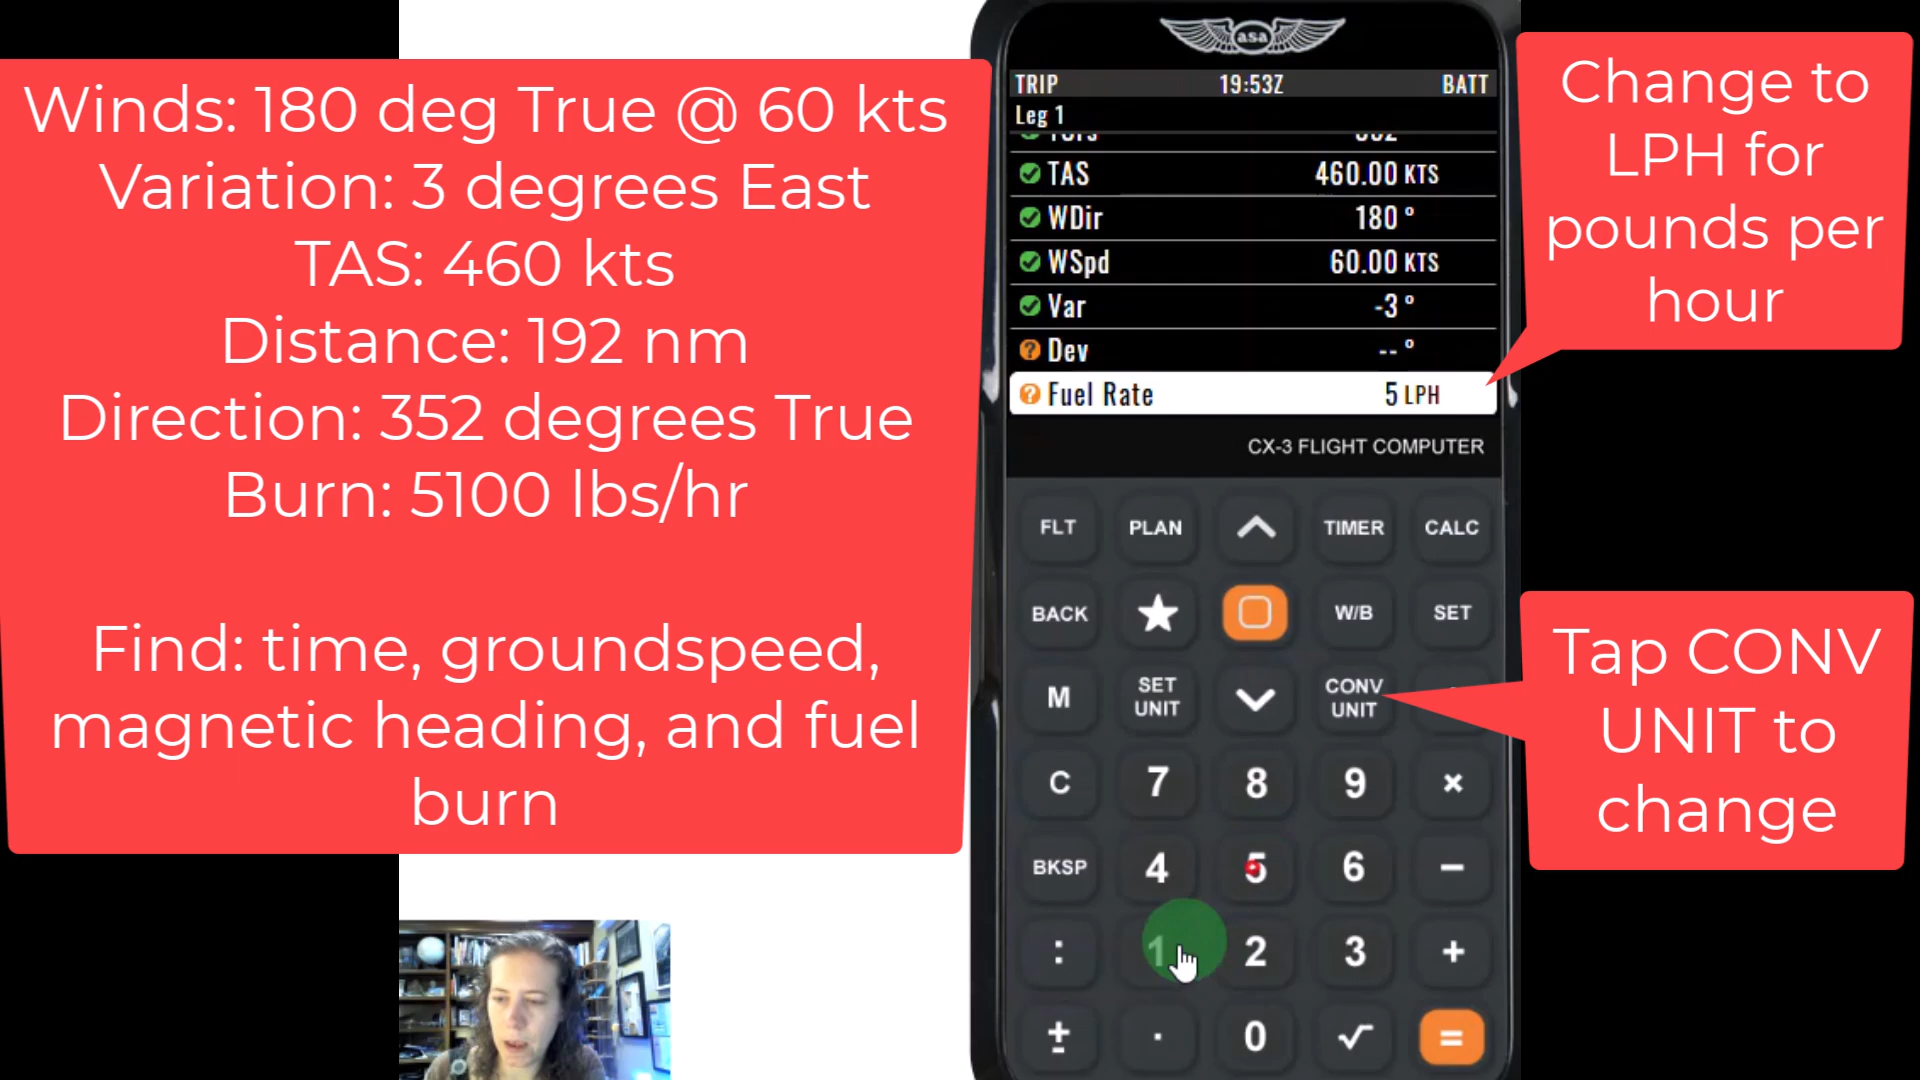 Winds: 180 deg True @ 60 kts
Variation: 3 degrees East
TAS: 460 kts
Distance: 192 nm
Direction: 352 degrees True
Burn: 5100 lbs/hr
Find: time, groundspeed,
magnetic heading, and fuel
burn
asa
TRIP 19:53Z BATT
Leg 1
TAS 460.00 KTS
WDir 180 °
WSpd 60.00 KTS
Var -3 °
Dev -- °
Fuel Rate 5 LPH
CX-3 FLIGHT COMPUTER
FLT PLAN TIMER CALC
BACK W/B SET
M SET UNIT CONV UNIT
C 7 8 9 ×
BKSP 4 5 6 −
: 1 2 3 +
± . 0 √ =
Change to
LPH for
pounds per
hour
Tap CONV
UNIT to
change